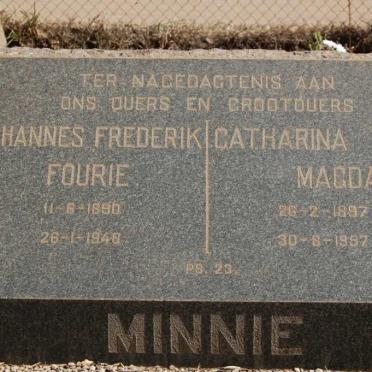 TER NAGEDAGTENIS AAN
ONS OUERS EN GROOTOUERS
HANNES FREDERIK
FOURIE
11-6-1890
26-1-1948
CATHARINA
MAGDA
26-2-1897
30-8-1957
PS. 23.
MINNIE